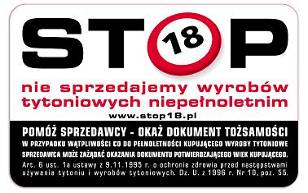 STOP
18
nie sprzedajemy wyrobów
tytoniowych niepełnoletnim
www.stop18.pl
POMÓŻ SPRZEDAWCY - OKAŻ DOKUMENT TOŻSAMOŚCI
W PRZYPADKU WĄTPLIWOŚCI CO DO PEŁNOLETNOŚCI KUPUJĄCEGO WYROBY TYTONIOWE
SPRZEDAWCA MOŻE ZAŻĄDAĆ OKAZANIA DOKUMENTU POTWIERDZAJĄCEGO WIEK KUPUJĄCEGO.
Art. 6 ust. 1a ustawy z 9.11.1995 r. o ochronie zdrowia przed następstwami
używania tytoniu i wyrobów tytoniowych. Dz. U. z 1996 r. Nr 10, poz. 55.